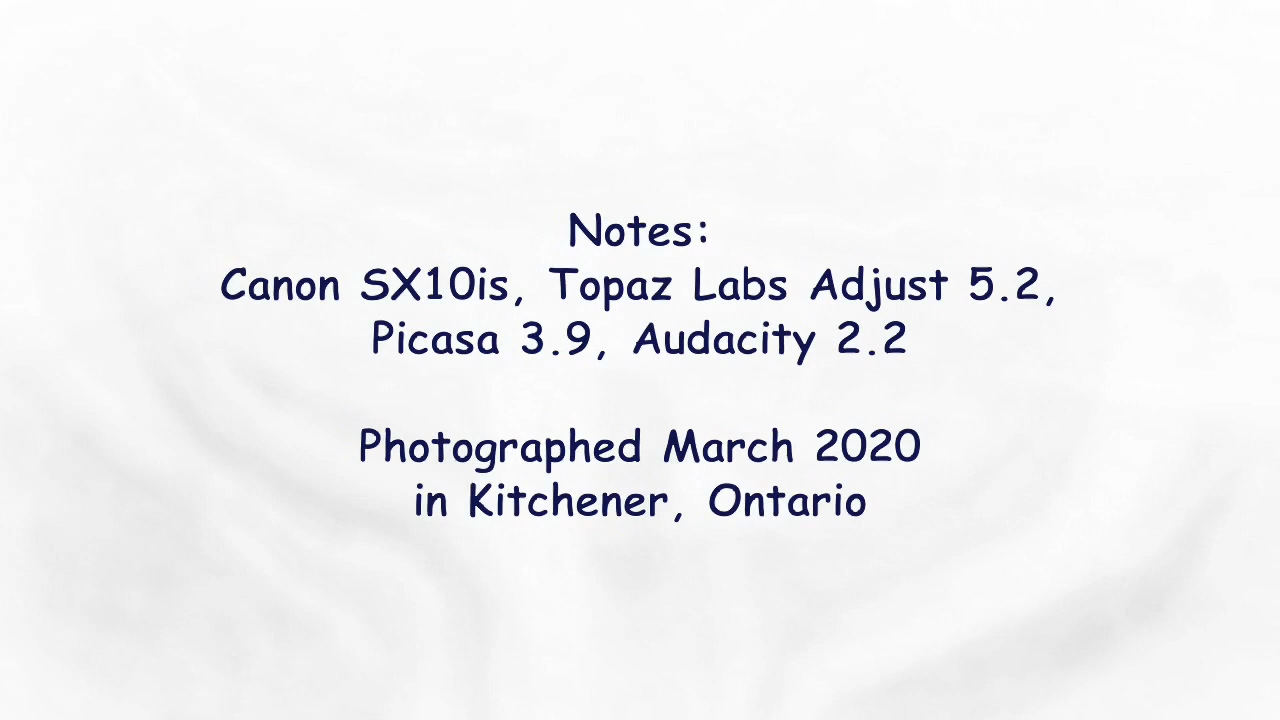 Notes:
Canon SX10is, Topaz Labs Adjust 5.2,
Picasa 3.9, Audacity 2.2
Photographed March 2020
in Kitchener, Ontario